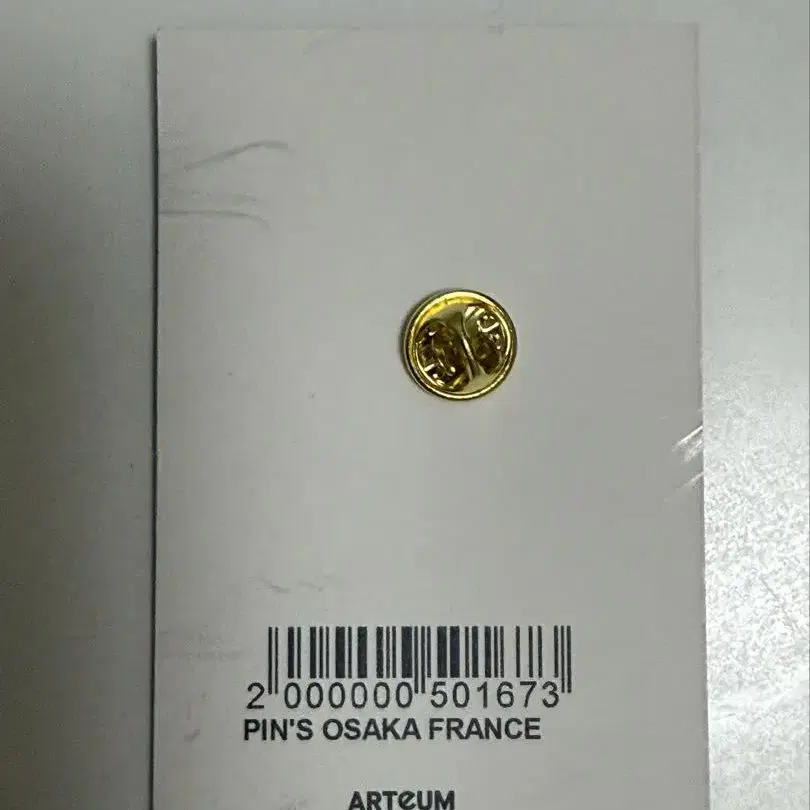 2 000000 501673
PIN'S OSAKA FRANCE
ARTeUM